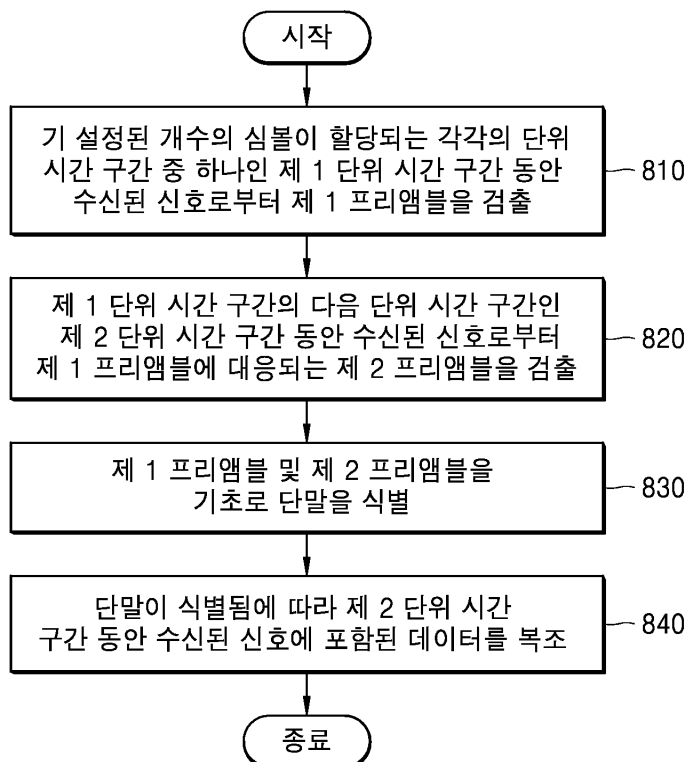 시작
기 설정된 개수의 심볼이 할당되는 각각의 단위
시간 구간 중 하나인 제 1 단위 시간 구간 동안
수신된 신호로부터 제 1 프리앰블을 검출
810
제 1 단위 시간 구간의 다음 단위 시간 구간인
제 2 단위 시간 구간 동안 수신된 신호로부터
제 1 프리앰블에 대응되는 제 2 프리앰블을 검출
820
제 1 프리앰블 및 제 2 프리앰블을
기초로 단말을 식별
830
단말이 식별됨에 따라 제 2 단위 시간
구간 동안 수신된 신호에 포함된 데이터를 복조
840
종료